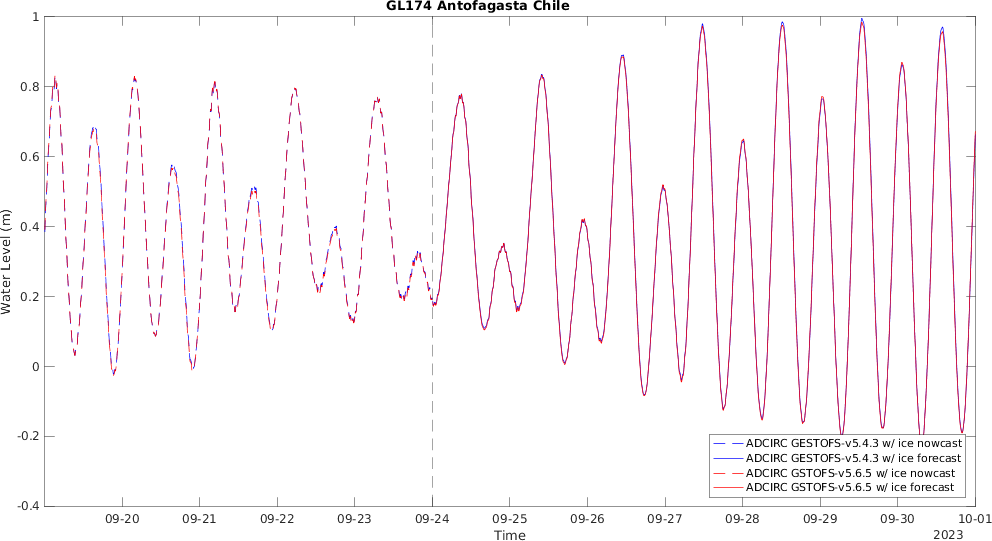 GL174 Antofagasta Chile
1
0.8
0.6
0.4
0.2
0
-0.2
-0.4
Water Level (m)
ADCIRC GESTOFS-v5.4.3 w/ ice nowcast
ADCIRC GESTOFS-v5.4.3 w/ ice forecast
ADCIRC GSTOFS-v5.6.5 w/ ice nowcast
ADCIRC GSTOFS-v5.6.5 w/ ice forecast
09-20 09-21 09-22 09-23 09-24 09-25 09-26 09-27 09-28 09-29 09-30 10-01
Time
2023